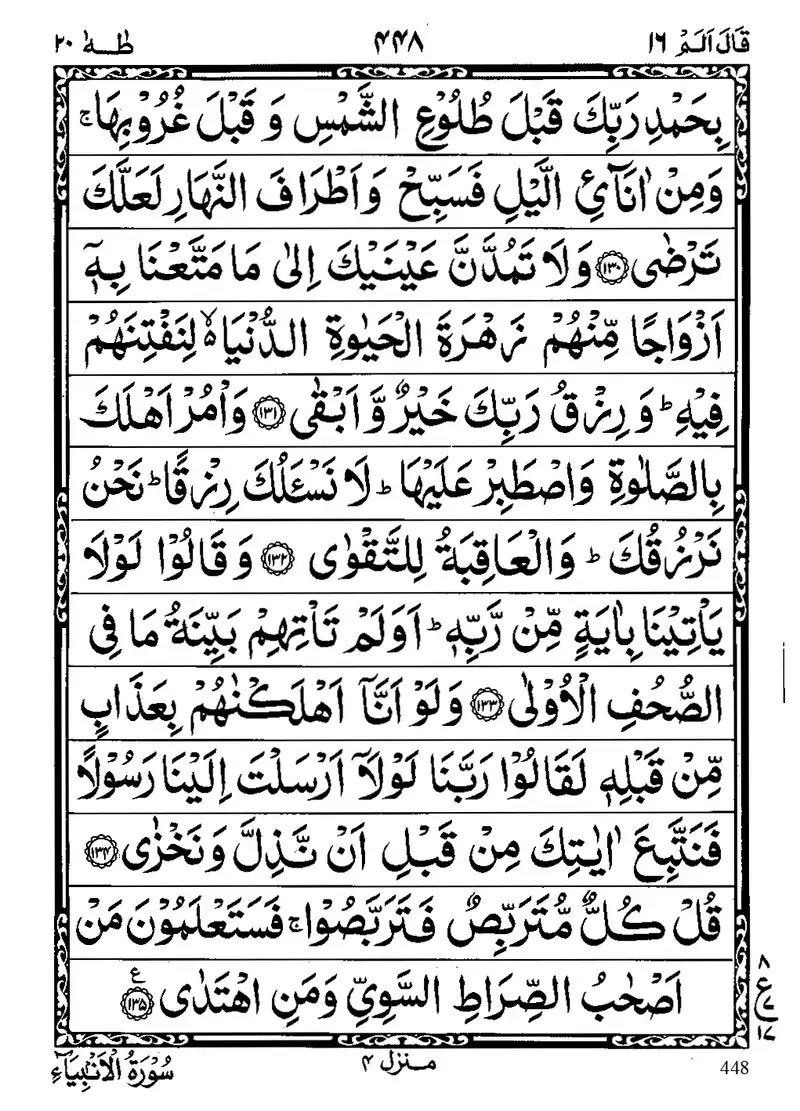 قَالَ اَلَمْ ١٦ ٤٤٨ طٰهٰ ٢٠
بِحَمْدِ رَبِّكَ قَبْلَ طُلُوْعِ الشَّمْسِ وَ قَبْلَ غُرُوْبِهَا ۚ
وَمِنْ اٰنَآئِ الَّيْلِ فَسَبِّحْ وَاَطْرَافَ النَّهَارِ لَعَلَّكَ
تَرْضٰى ﴿١٣٠﴾ وَلَا تَمُدَّنَّ عَيْنَيْكَ اِلٰى مَا مَتَّعْنَا بِهٖٓ
اَزْوَاجًا مِّنْهُمْ زَهْرَةَ الْحَيٰوةِ الدُّنْيَا ۙ لِنَفْتِنَهُمْ
فِيْهِ ؕ وَ رِزْقُ رَبِّكَ خَيْرٌ وَّ اَبْقٰى ﴿١٣١﴾ وَاْمُرْ اَهْلَكَ
بِالصَّلٰوةِ وَاصْطَبِرْ عَلَيْهَا ؕ لَا نَسْـَٔلُكَ رِزْقًا ؕ نَحْنُ
نَرْزُقُكَ ؕ وَالْعَاقِبَةُ لِلتَّقْوٰى ﴿١٣٢﴾ وَ قَالُوْا لَوْلَا
يَاْتِيْنَا بِاٰيَةٍ مِّنْ رَّبِّهٖ ؕ اَوَلَمْ تَاْتِهِمْ بَيِّنَةُ مَا فِى
الصُّحُفِ الْاُوْلٰى ﴿١٣٣﴾ وَلَوْ اَنَّآ اَهْلَكْنٰهُمْ بِعَذَابٍ
مِّنْ قَبْلِهٖ لَقَالُوْا رَبَّنَا لَوْلَآ اَرْسَلْتَ اِلَيْنَا رَسُوْلًا
فَنَتَّبِعَ اٰيٰتِكَ مِنْ قَبْلِ اَنْ نَّذِلَّ وَ نَخْزٰى ﴿١٣٤﴾
قُلْ كُلٌّ مُّتَرَبِّصٌ فَتَرَبَّصُوْا ۚ فَسَتَعْلَمُوْنَ مَنْ
اَصْحٰبُ الصِّرَاطِ السَّوِيِّ وَمَنِ اهْتَدٰى ﴿١٣٥﴾ ع
٨
ع
٧
١٧
سُوْرَةُ الْاَنْۢبِيَآءِ منزل ٤ 448